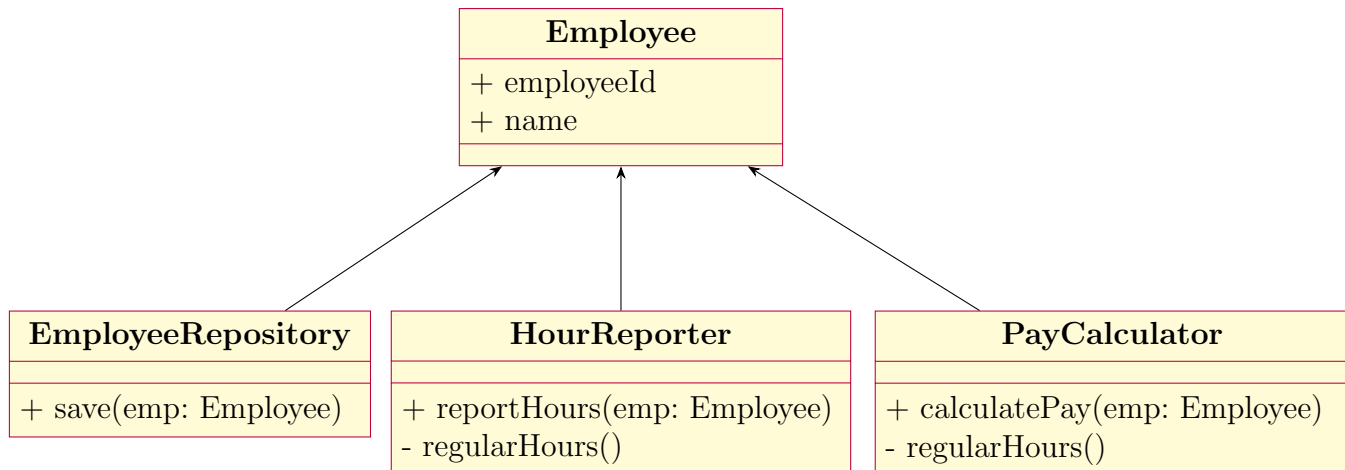 Employee
+ employeeId
+ name
EmployeeRepository
+ save(emp: Employee)
HourReporter
+ reportHours(emp: Employee)
- regularHours()
PayCalculator
+ calculatePay(emp: Employee)
- regularHours()